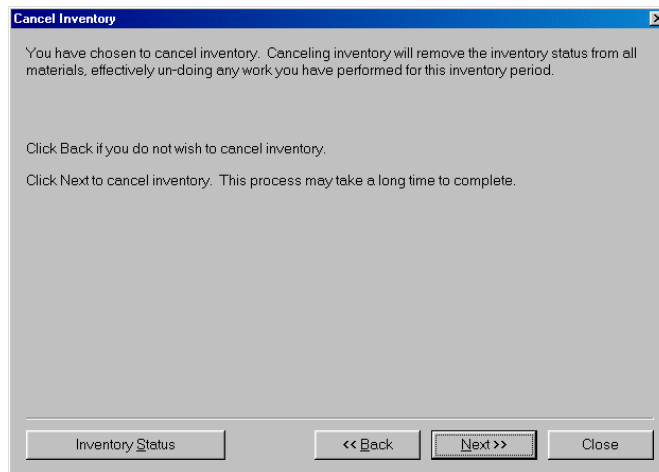 Cancel Inventory
You have chosen to cancel inventory. Canceling inventory will remove the inventory status from all
materials, effectively un-doing any work you have performed for this inventory period.
Click Back if you do not wish to cancel inventory.
Click Next to cancel inventory. This process may take a long time to complete.
Inventory Status
<< Back
Next >>
Close